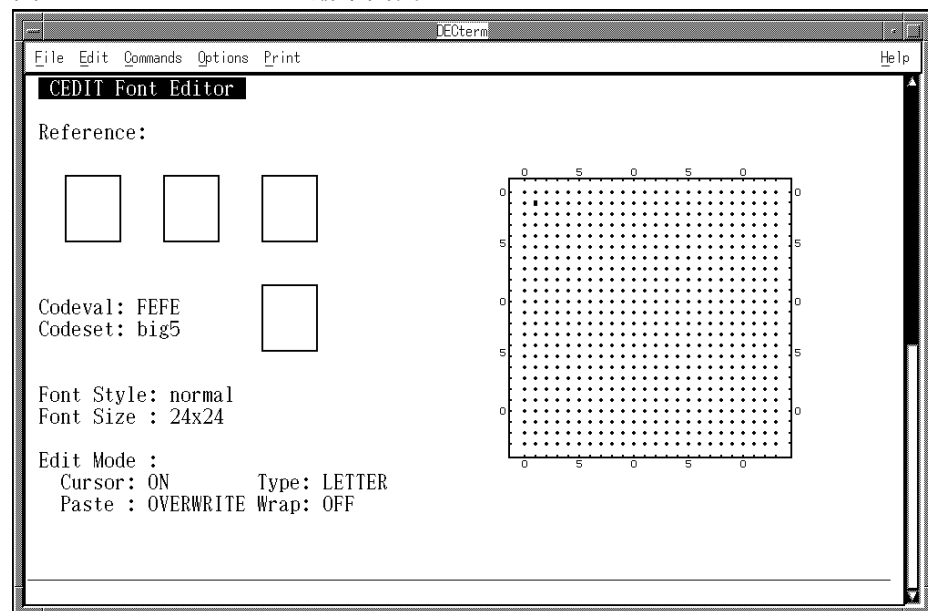 DECterm
File Edit Commands Options Print Help
CEDIT Font Editor
Reference:
0 5 0 5 0
0 0
5 5
0 0
Codeval: FEFE
Codeset: big5
5 5
Font Style: normal
Font Size : 24x24
0 0
0 5 0 5 0
Edit Mode :
Cursor: ON Type: LETTER
Paste : OVERWRITE Wrap: OFF